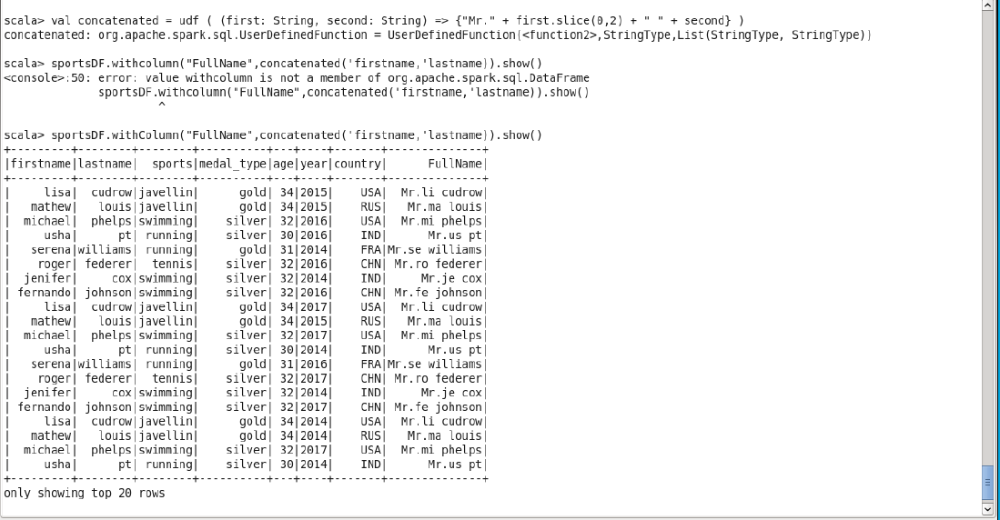 scala> val concatenated = udf ( (first: String, second: String) => {"Mr." + first.slice(0,2) + " " + second} )
concatenated: org.apache.spark.sql.UserDefinedFunction = UserDefinedFunction(<function2>,StringType,List(StringType, StringType))
scala> sportsDF.withcolumn("FullName",concatenated('firstname,'lastname)).show()
<console>:50: error: value withcolumn is not a member of org.apache.spark.sql.DataFrame
              sportsDF.withcolumn("FullName",concatenated('firstname,'lastname)).show()
                       ^
scala> sportsDF.withColumn("FullName",concatenated('firstname,'lastname)).show()
+---------+--------+--------+----------+---+----+-------+--------------+
|firstname|lastname|  sports|medal_type|age|year|country|      FullName|
+---------+--------+--------+----------+---+----+-------+--------------+
|     lisa|  cudrow|javellin|      gold| 34|2015|    USA|  Mr.li cudrow|
|   mathew|   louis|javellin|      gold| 34|2015|    RUS|   Mr.ma louis|
|  michael|  phelps|swimming|    silver| 32|2016|    USA|  Mr.mi phelps|
|     usha|      pt| running|    silver| 30|2016|    IND|      Mr.us pt|
|   serena|williams| running|      gold| 31|2014|    FRA|Mr.se williams|
|    roger| federer|  tennis|    silver| 32|2016|    CHN| Mr.ro federer|
|  jenifer|     cox|swimming|    silver| 32|2014|    IND|     Mr.je cox|
| fernando| johnson|swimming|    silver| 32|2016|    CHN| Mr.fe johnson|
|     lisa|  cudrow|javellin|      gold| 34|2017|    USA|  Mr.li cudrow|
|   mathew|   louis|javellin|      gold| 34|2015|    RUS|   Mr.ma louis|
|  michael|  phelps|swimming|    silver| 32|2017|    USA|  Mr.mi phelps|
|     usha|      pt| running|    silver| 30|2014|    IND|      Mr.us pt|
|   serena|williams| running|      gold| 31|2016|    FRA|Mr.se williams|
|    roger| federer|  tennis|    silver| 32|2017|    CHN| Mr.ro federer|
|  jenifer|     cox|swimming|    silver| 32|2014|    IND|     Mr.je cox|
| fernando| johnson|swimming|    silver| 32|2017|    CHN| Mr.fe johnson|
|     lisa|  cudrow|javellin|      gold| 34|2014|    USA|  Mr.li cudrow|
|   mathew|   louis|javellin|      gold| 34|2014|    RUS|   Mr.ma louis|
|  michael|  phelps|swimming|    silver| 32|2017|    USA|  Mr.mi phelps|
|     usha|      pt| running|    silver| 30|2014|    IND|      Mr.us pt|
+---------+--------+--------+----------+---+----+-------+--------------+
only showing top 20 rows